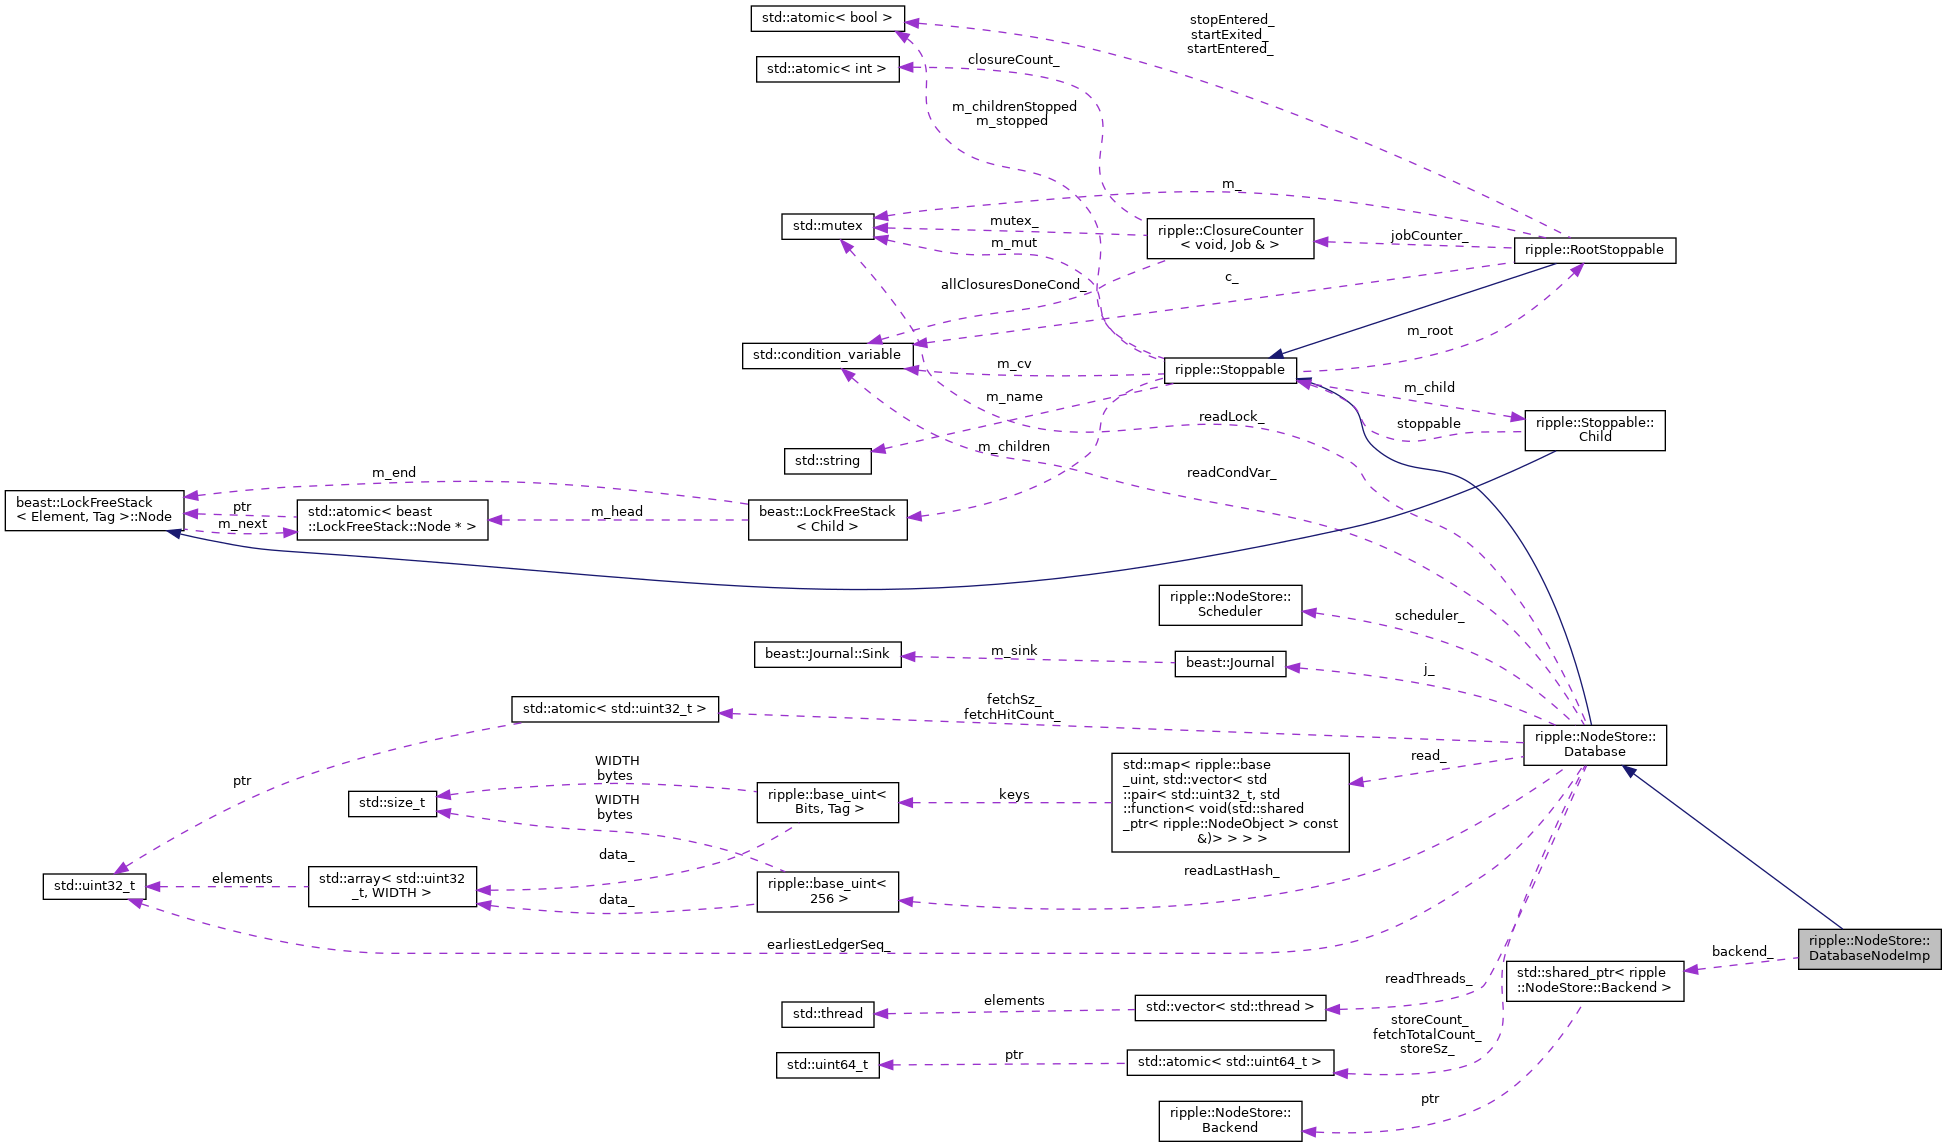 std::atomic< bool >
stopEntered_
startExited_
startEntered_
std::atomic< int >
closureCount_
m_childrenStopped
m_stopped
m_
std::mutex
mutex_
m_mut
ripple::ClosureCounter
< void, Job & >
jobCounter_
ripple::RootStoppable
allClosuresDoneCond_
c_
m_root
std::condition_variable
m_cv
ripple::Stoppable
m_child
m_name
readLock_
stoppable
ripple::Stoppable::
Child
std::string
m_children
readCondVar_
m_end
beast::LockFreeStack
< Element, Tag >::Node
ptr
m_next
std::atomic< beast
::LockFreeStack::Node * >
m_head
beast::LockFreeStack
< Child >
ripple::NodeStore::
Scheduler
scheduler_
beast::Journal::Sink
m_sink
beast::Journal
j_
std::atomic< std::uint32_t >
fetchSz_
fetchHitCount_
ripple::NodeStore::
Database
ptr
WIDTH
bytes
std::size_t
WIDTH
bytes
ripple::base_uint<
Bits, Tag >
keys
std::map< ripple::base
_uint, std::vector< std
::pair< std::uint32_t, std
::function< void(std::shared
_ptr< ripple::NodeObject > const
&)> > > >
read_
data_
std::uint32_t
elements
std::array< std::uint32
_t, WIDTH >
data_
ripple::base_uint<
256 >
readLastHash_
earliestLedgerSeq_
backend_
ripple::NodeStore::
DatabaseNodeImp
readThreads_
std::shared_ptr< ripple
::NodeStore::Backend >
std::thread
elements
std::vector< std::thread >
storeCount_
fetchTotalCount_
storeSz_
std::uint64_t
ptr
std::atomic< std::uint64_t >
ripple::NodeStore::
Backend
ptr